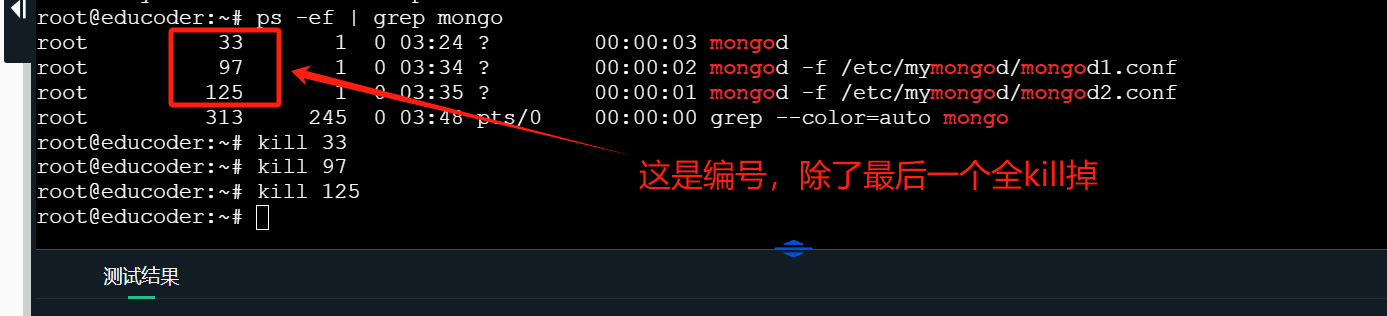 root@educoder:~# ps -ef | grep mongo
root 33 1 0 03:24 ? 00:00:03 mongod
root 97 1 0 03:34 ? 00:00:02 mongod -f /etc/mymongod/mongod1.conf
root 125 1 0 03:35 ? 00:00:01 mongod -f /etc/mymongod/mongod2.conf
root 313 245 0 03:48 pts/0 00:00:00 grep --color=auto mongo
root@educoder:~# kill 33
root@educoder:~# kill 97
这是编号，除了最后一个全kill掉
root@educoder:~# kill 125
root@educoder:~#
测试结果